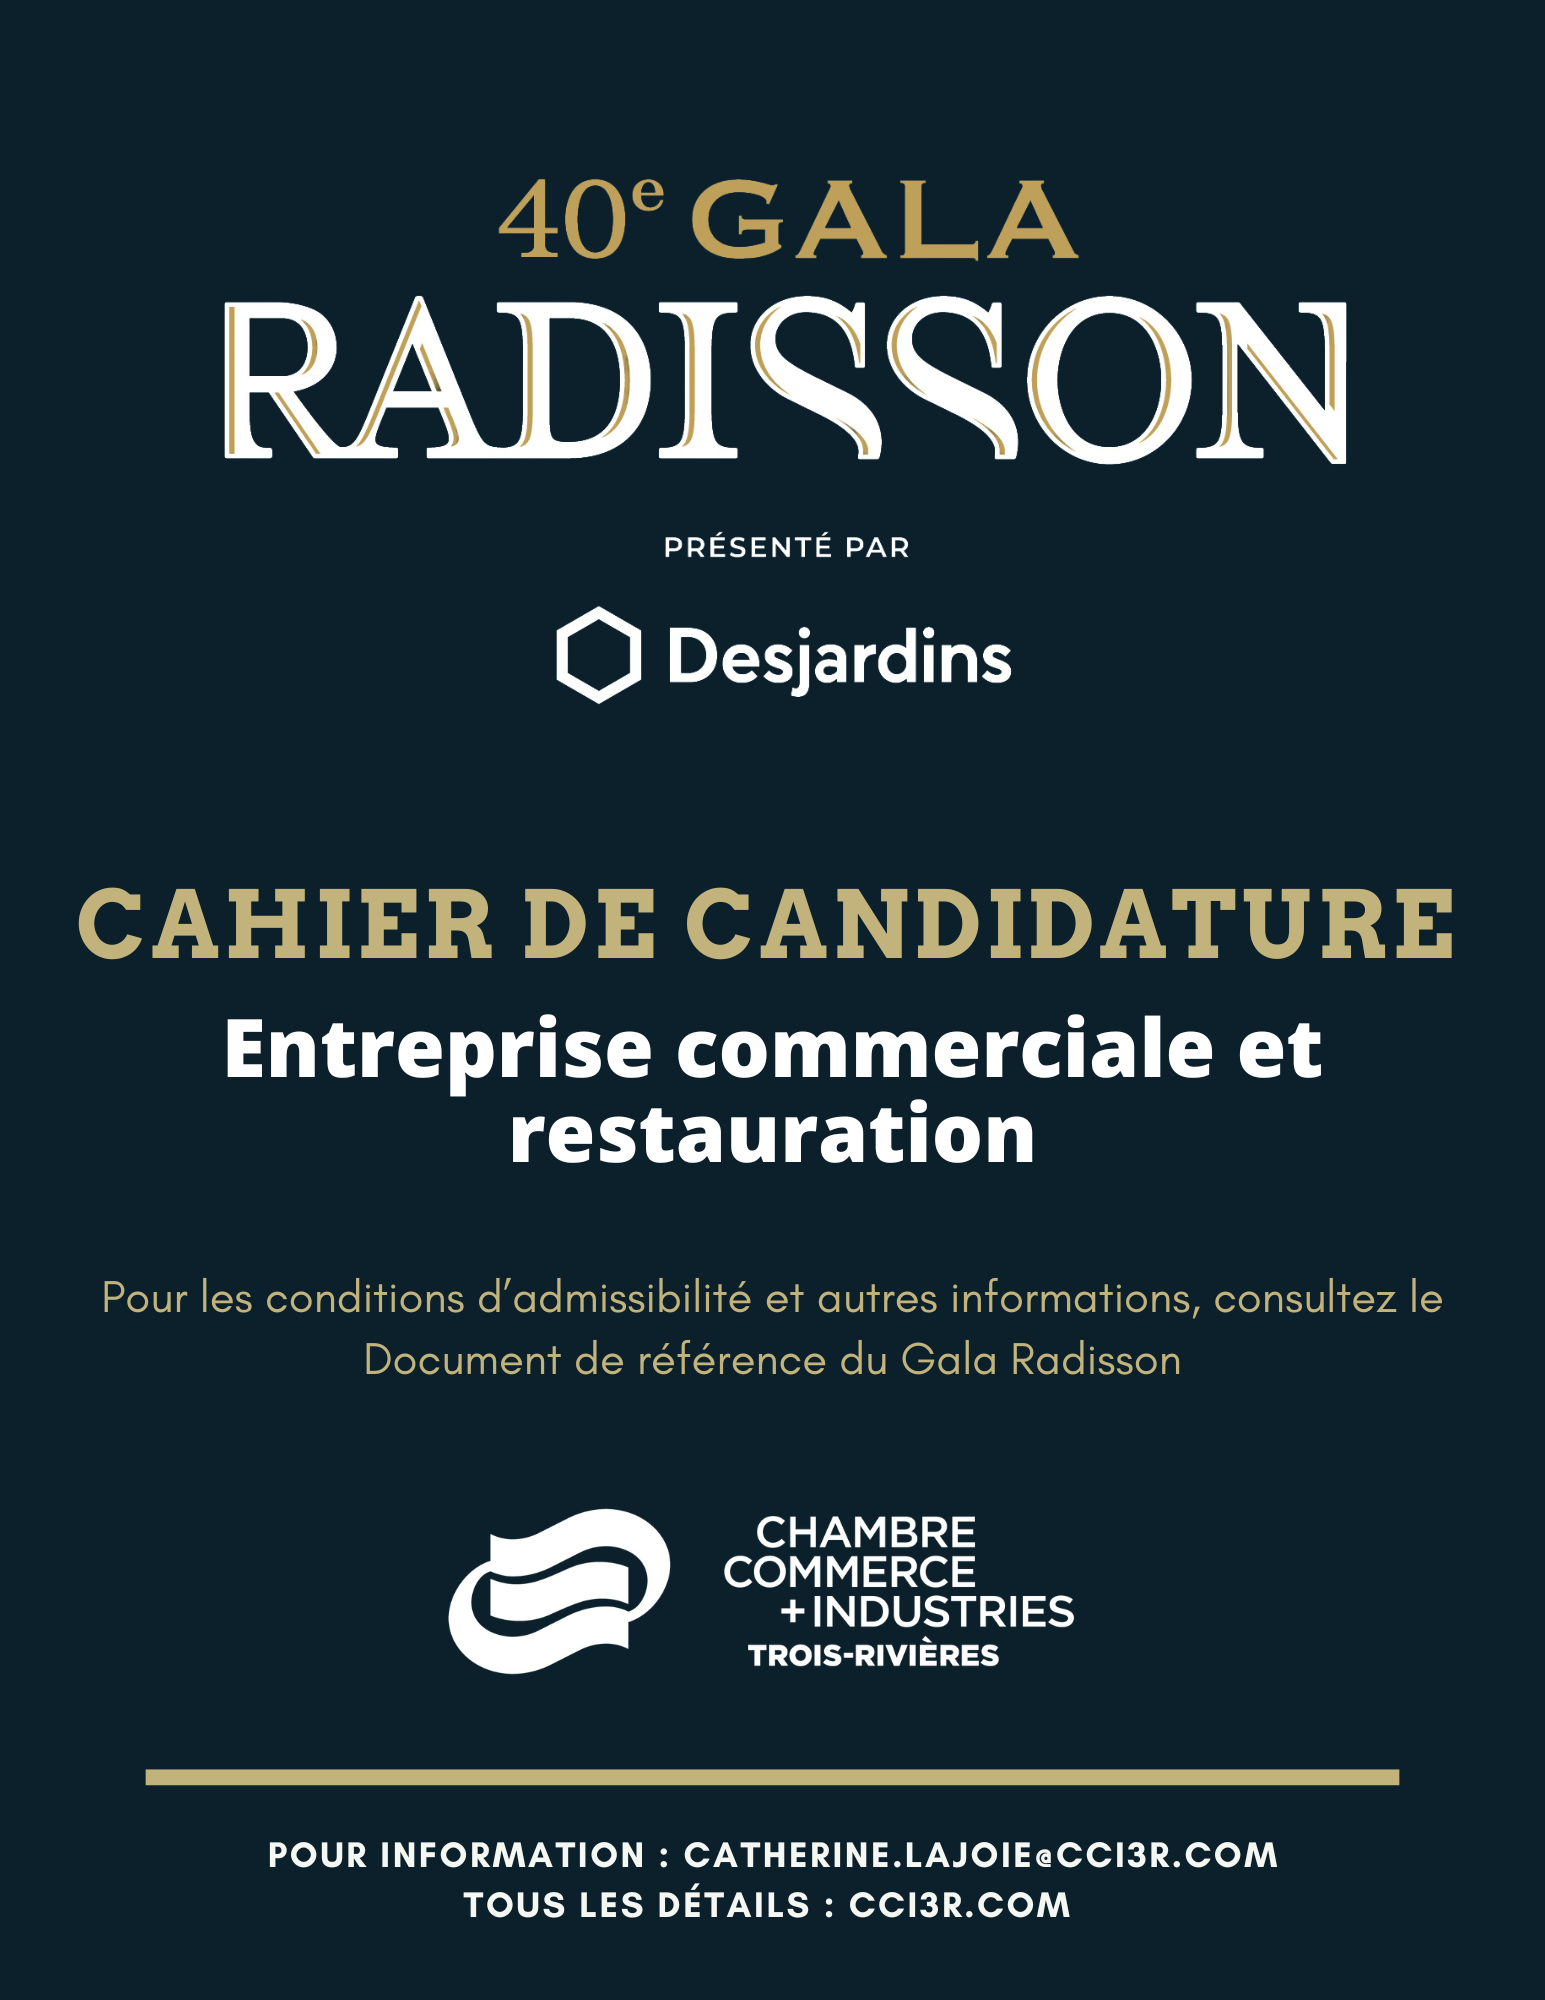 40e GALA
RADISSON
PRÉSENTÉ PAR
Desjardins
CAHIER DE CANDIDATURE
Entreprise commerciale et
restauration
Pour les conditions d’admissibilité et autres informations, consultez le
Document de référence du Gala Radisson
CHAMBRE
COMMERCE
+INDUSTRIES
TROIS-RIVIÈRES
POUR INFORMATION : CATHERINE.LAJOIE@CCI3R.COM
TOUS LES DÉTAILS : CCI3R.COM